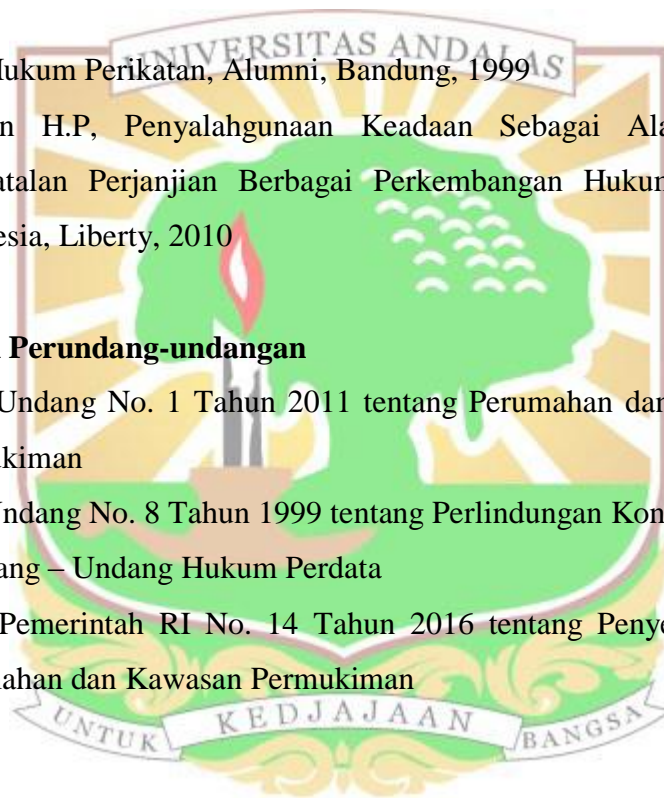 UNIVERSITAS ANDALAS
Hukum Perikatan, Alumni, Bandung, 1999
n H.P, Penyalahgunaan Keadaan Sebagai Ala
atalan Perjanjian Berbagai Perkembangan Hukum
esia, Liberty, 2010
Perundang-undangan
Undang No. 1 Tahun 2011 tentang Perumahan dan
ukiman
Undang No. 8 Tahun 1999 tentang Perlindungan Kon
ang – Undang Hukum Perdata
Pemerintah RI No. 14 Tahun 2016 tentang Penye
ahan dan Kawasan Permukiman
UNTUK KEDJAJAAN BANGSA